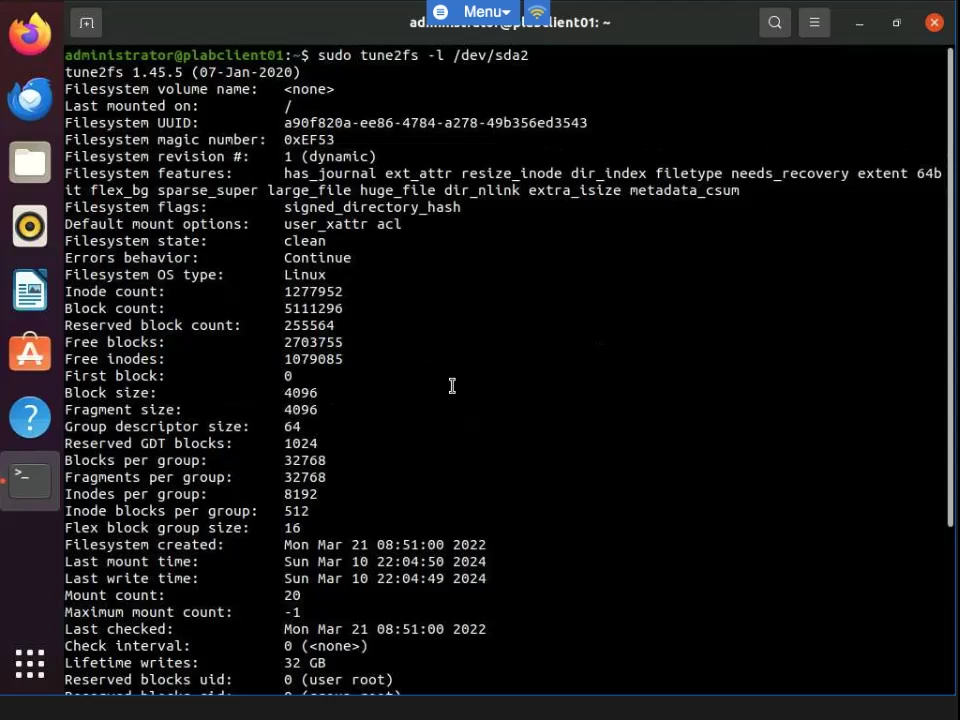 Menu
administrator@plabclient01: ~
administrator@plabclient01:~$ sudo tune2fs -l /dev/sda2
tune2fs 1.45.5 (07-Jan-2020)
Filesystem volume name:   <none>
Last mounted on:          /
Filesystem UUID:          a90f820a-ee86-4784-a278-49b356ed3543
Filesystem magic number:  0xEF53
Filesystem revision #:    1 (dynamic)
Filesystem features:      has_journal ext_attr resize_inode dir_index filetype needs_recovery extent 64b
it flex_bg sparse_super large_file huge_file dir_nlink extra_isize metadata_csum
Filesystem flags:         signed_directory_hash
Default mount options:    user_xattr acl
Filesystem state:         clean
Errors behavior:          Continue
Filesystem OS type:       Linux
Inode count:              1277952
Block count:              5111296
Reserved block count:     255564
Free blocks:              2703755
Free inodes:              1079085
First block:              0
Block size:               4096
Fragment size:            4096
Group descriptor size:    64
Reserved GDT blocks:      1024
Blocks per group:         32768
Fragments per group:      32768
Inodes per group:         8192
Inode blocks per group:   512
Flex block group size:    16
Filesystem created:       Mon Mar 21 08:51:00 2022
Last mount time:          Sun Mar 10 22:04:50 2024
Last write time:          Sun Mar 10 22:04:49 2024
Mount count:              20
Maximum mount count:      -1
Last checked:             Mon Mar 21 08:51:00 2022
Check interval:           0 (<none>)
Lifetime writes:          32 GB
Reserved blocks uid:      0 (user root)
Reserved blocks gid:      0 (group root)